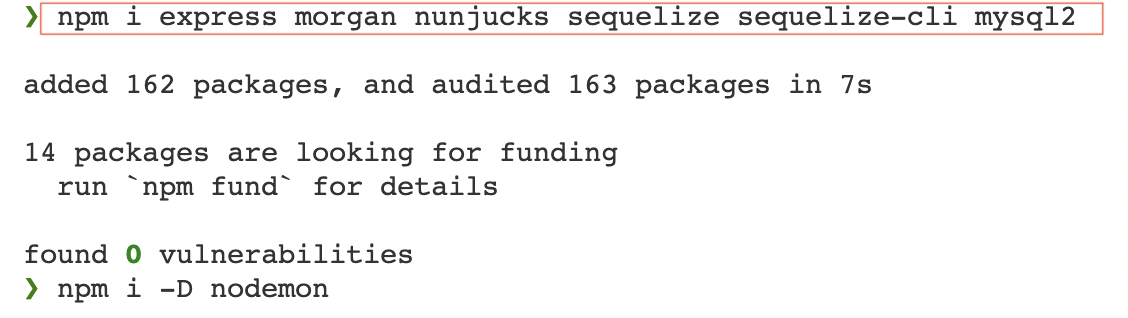 ❯ npm i express morgan nunjucks sequelize sequelize-cli mysql2
added 162 packages, and audited 163 packages in 7s
14 packages are looking for funding
run `npm fund` for details
found 0 vulnerabilities
❯ npm i -D nodemon